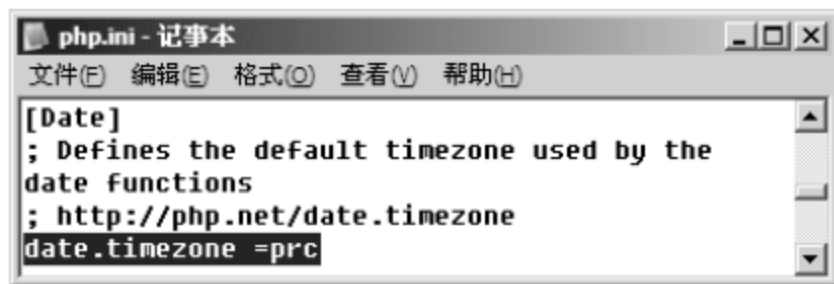 php.ini - 记事本
文件(F) 编辑(E) 格式(O) 查看(V) 帮助(H)
[Date]
; Defines the default timezone used by the
date functions
; http://php.net/date.timezone
date.timezone =prc